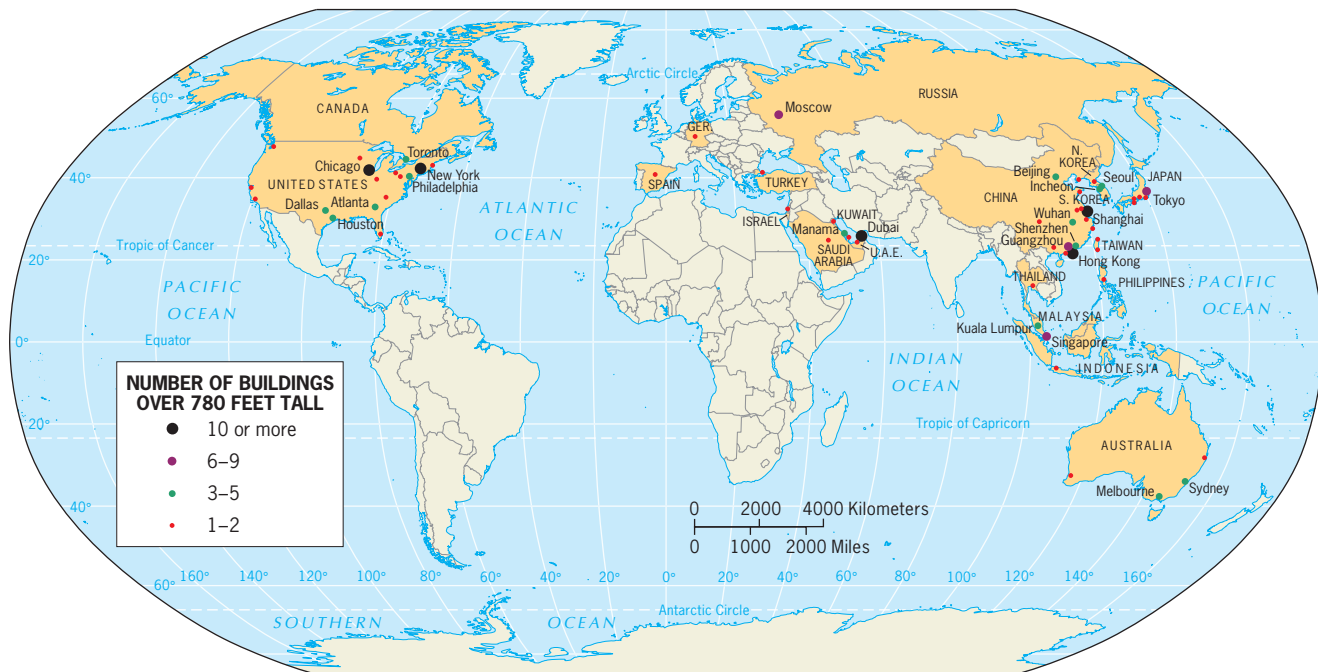 Arctic Circle
60°
CANADA
RUSSIA
Moscow
GER.
Toronto
Chicago
40°
New York
UNITED STATES
Philadelphia
Dallas
Atlanta
Houston
SPAIN
TURKEY
N.
KOREA
Beijing
Seoul
JAPAN
Incheon
CHINA
S. KOREA
Tokyo
Wuhan
Shanghai
Shenzhen
Guangzhou
ATLANTIC
OCEAN
ISRAEL
KUWAIT
Manama
Dubai
SAUDI
ARABIA
U.A.E.
TAIWAN
Hong Kong
Tropic of Cancer
20°
THAILAND
PHILIPPINES
PACIFIC
OCEAN
PACIFIC
OCEAN
MALAYSIA
Kuala Lumpur
Singapore
Equator
0°
INDIAN
OCEAN
INDONESIA
NUMBER OF BUILDINGS
OVER 780 FEET TALL
10 or more
6–9
3–5
1–2
20°
Tropic of Capricorn
AUSTRALIA
Melbourne
Sydney
40°
0 2000 4000 Kilometers
0 1000 2000 Miles
60°
160° 140° 120° 100° 80° 60° 40° 20° 0° 20° 40° 60° 80° 100° 120° 140° 160°
60°
Antarctic Circle
SOUTHERN OCEAN